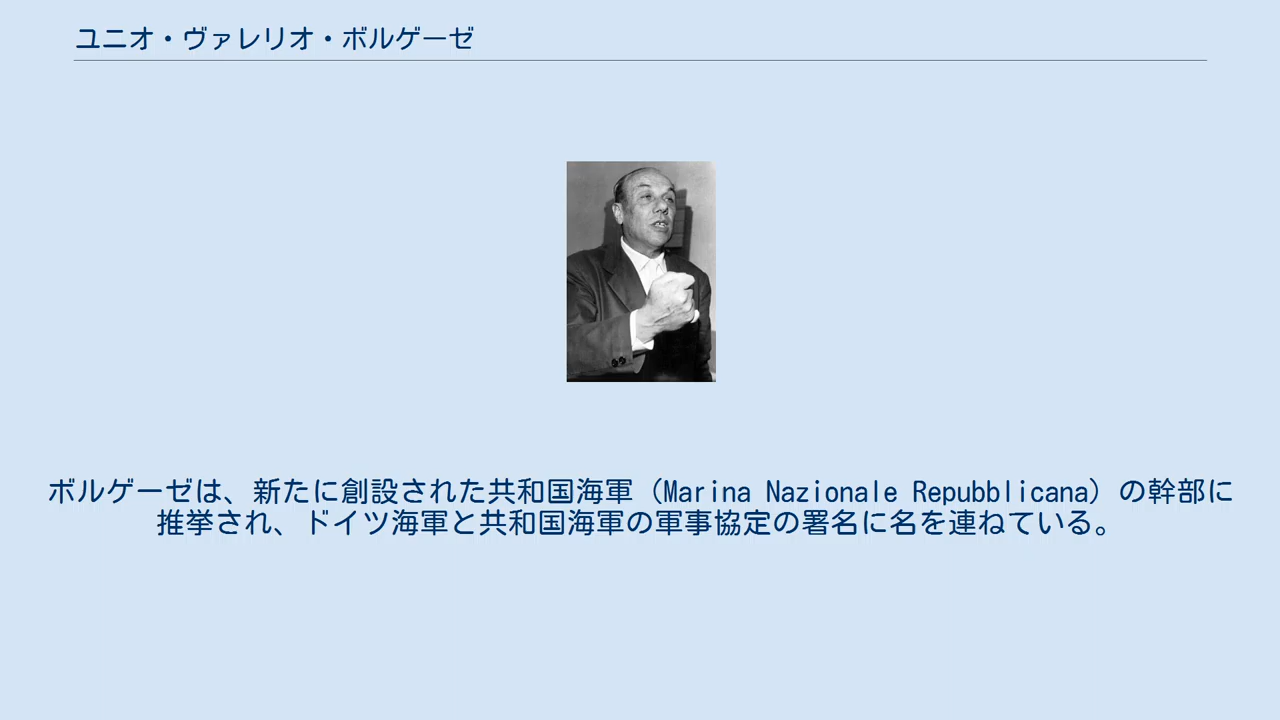 ユニオ・ヴァレリオ・ボルゲーゼ
ボルゲーゼは、新たに創設された共和国海軍（Marina Nazionale Repubblicana）の幹部に
推挙され、ドイツ海軍と共和国海軍の軍事協定の署名に名を連ねている。